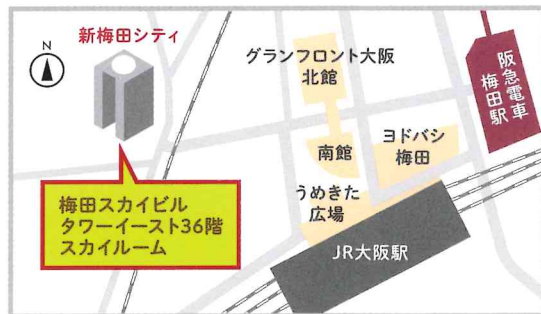 N
新梅田シティ
グランフロント大阪
北館
阪急電車
梅田駅
南館
ヨドバシ
梅田
うめきた
広場
梅田スカイビル
タワーイースト36階
スカイルーム
JR大阪駅